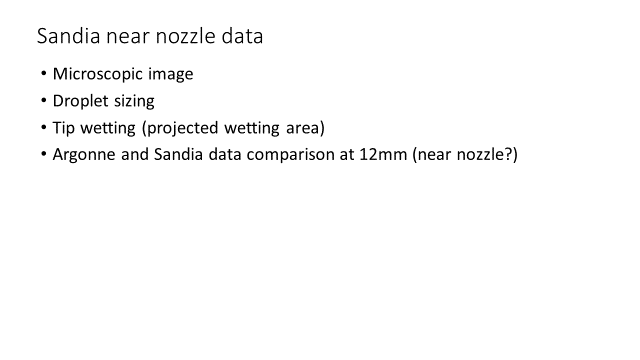 Sandia near nozzle data
• Microscopic image
• Droplet sizing
• Tip wetting (projected wetting area)
• Argonne and Sandia data comparison at 12mm (near nozzle?)